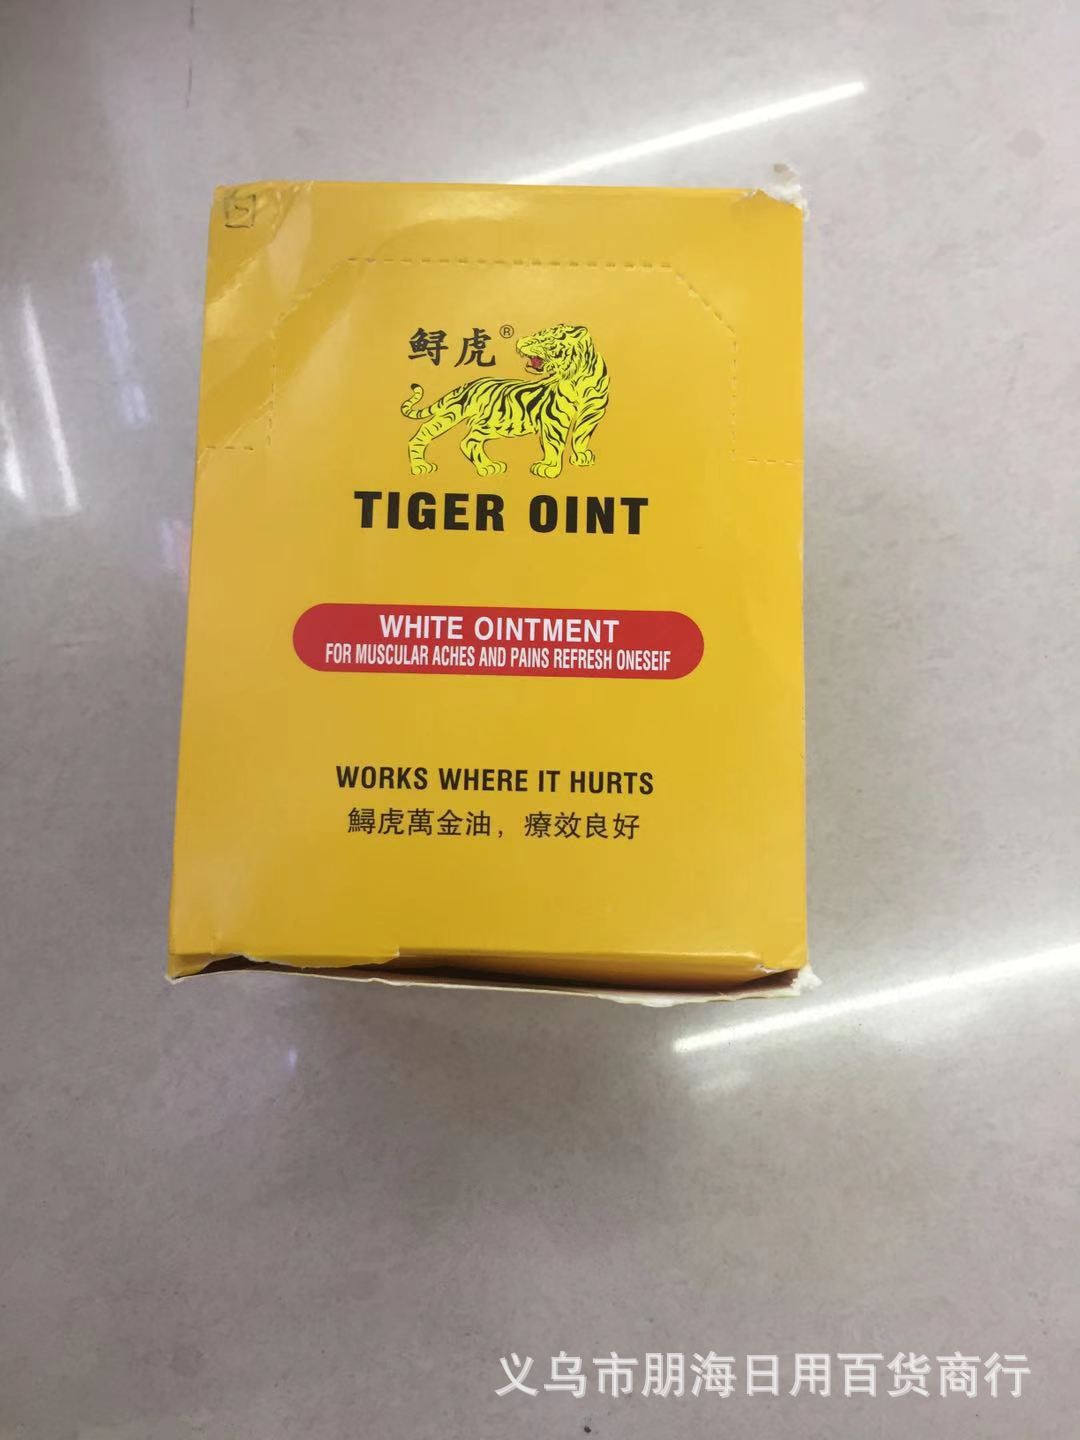 鲟虎®
TIGER OINT
WHITE OINTMENT
FOR MUSCULAR ACHES AND PAINS REFRESH ONESEIF
WORKS WHERE IT HURTS
鱘虎萬金油，療效良好
义乌市朋海日用百货商行